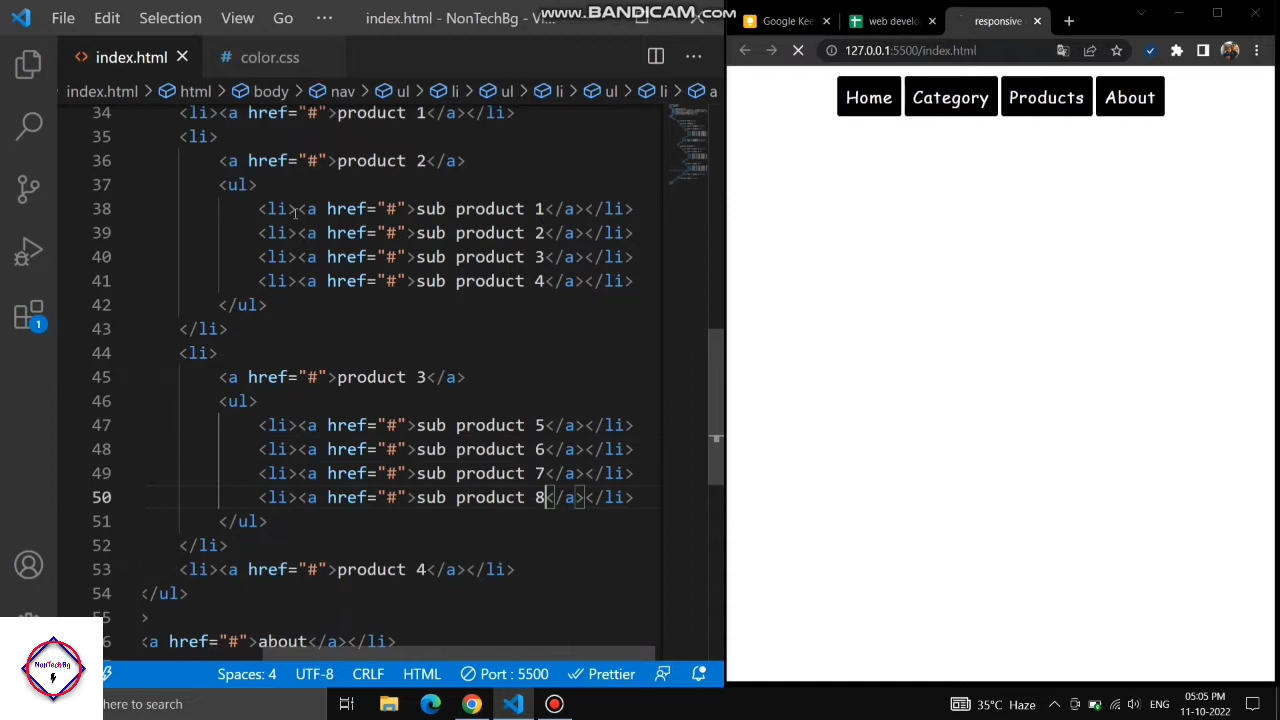 File Edit Selection View Go ··· index.html - NonTechBg - V
www.BANDICAM.com
index.html
# color.css
index.html > html > body > nav > ul > li > ul > li > ul > li > a
34 <li><a href="#">product 1</a></li>
35 <li>
36 <a href="#">product 2</a>
37 <ul>
38 <li><a href="#">sub product 1</a></li>
39 <li><a href="#">sub product 2</a></li>
40 <li><a href="#">sub product 3</a></li>
41 <li><a href="#">sub product 4</a></li>
42 </ul>
43 </li>
44 <li>
45 <a href="#">product 3</a>
46 <ul>
47 <li><a href="#">sub product 5</a></li>
48 <li><a href="#">sub product 6</a></li>
49 <li><a href="#">sub product 7</a></li>
50 <li><a href="#">sub product 8</a></li>
51 </ul>
52 </li>
53 <li><a href="#">product 4</a></li>
54 </ul>
55 >
6 <a href="#">about</a></li>
1
Spaces: 4 UTF-8 CRLF HTML Port : 5500 Prettier
NonTechBg
here to search
Google Kee
web develo
responsive
127.0.0.1:5500/index.html
Home Category Products About
35°C Haze
ENG
05:05 PM
11-10-2022